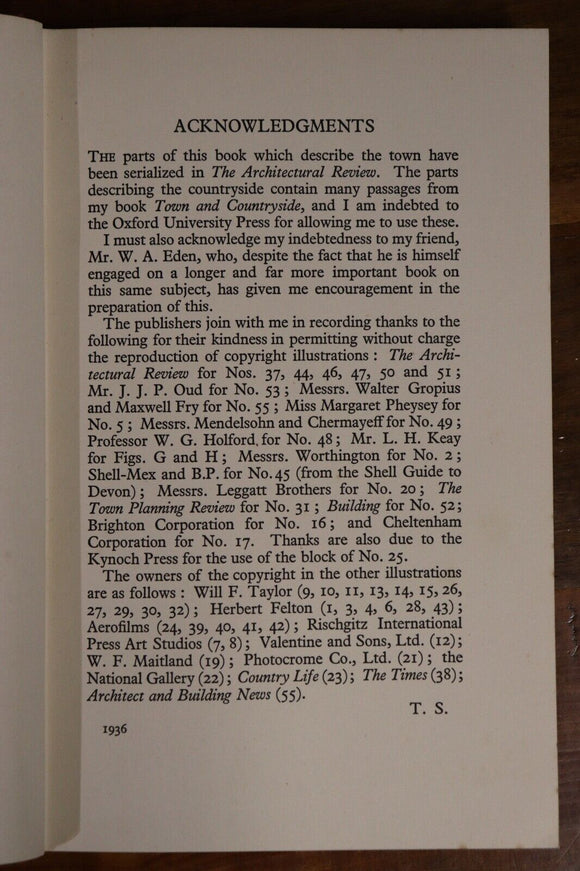 ACKNOWLEDGMENTS
THE parts of this book which describe the town have
been serialized in The Architectural Review. The parts
describing the countryside contain many passages from
my book Town and Countryside, and I am indebted to
the Oxford University Press for allowing me to use these.
I must also acknowledge my indebtedness to my friend,
Mr. W. A. Eden, who, despite the fact that he is himself
engaged on a longer and far more important book on
this same subject, has given me encouragement in the
preparation of this.
The publishers join with me in recording thanks to the
following for their kindness in permitting without charge
the reproduction of copyright illustrations : The Archi-
tectural Review for Nos. 37, 44, 46, 47, 50 and 51 ;
Mr. J. J. P. Oud for No. 53 ; Messrs. Walter Gropius
and Maxwell Fry for No. 55 ; Miss Margaret Pheysey for
No. 5 ; Messrs. Mendelsohn and Chermayeff for No. 49 ;
Professor W. G. Holford for No. 48 ; Mr. L. H. Keay
for Figs. G and H ; Messrs. Worthington for No. 2 ;
Shell-Mex and B.P. for No. 45 (from the Shell Guide to
Devon) ; Messrs. Leggatt Brothers for No. 20 ; The
Town Planning Review for No. 31 ; Building for No. 52 ;
Brighton Corporation for No. 16 ; and Cheltenham
Corporation for No. 17. Thanks are also due to the
Kynoch Press for the use of the block of No. 25.
The owners of the copyright in the other illustrations
are as follows : Will F. Taylor (9, 10, 11, 13, 14, 15, 26,
27, 29, 30, 32) ; Herbert Felton (1, 3, 4, 6, 28, 43) ;
Aerofilms (24, 39, 40, 41, 42) ; Rischgitz International
Press Art Studios (7, 8) ; Valentine and Sons, Ltd. (12) ;
W. F. Maitland (19) ; Photocrome Co., Ltd. (21) ; the
National Gallery (22) ; Country Life (23) ; The Times (38) ;
Architect and Building News (55).
T. S.
1936